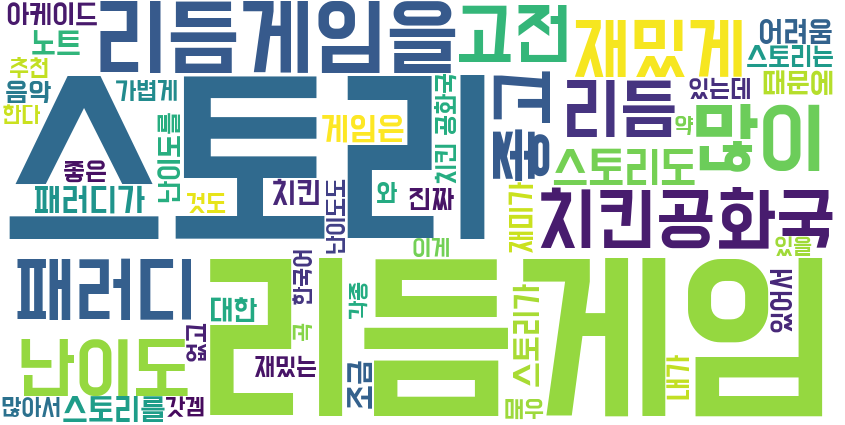 아케이드
리듬게임을
고전
재밌게
어려움
노트
스토리는
추천
음악
가볍게
치킨 공화국
좋고
리듬
있는데
때문에
한다
난이도를
스토리
게임은
약
많이
좋은
스토리도
패러디가
것도
치킨
난이도도
와
진짜
재미가
치킨공화국
이게
있을
패러디
리듬게임
대한
한국어
각종
스토리가
있어서
난이도
없고
곡
재밌는
조금
내가
많아서
스토리를
갓겜
매우